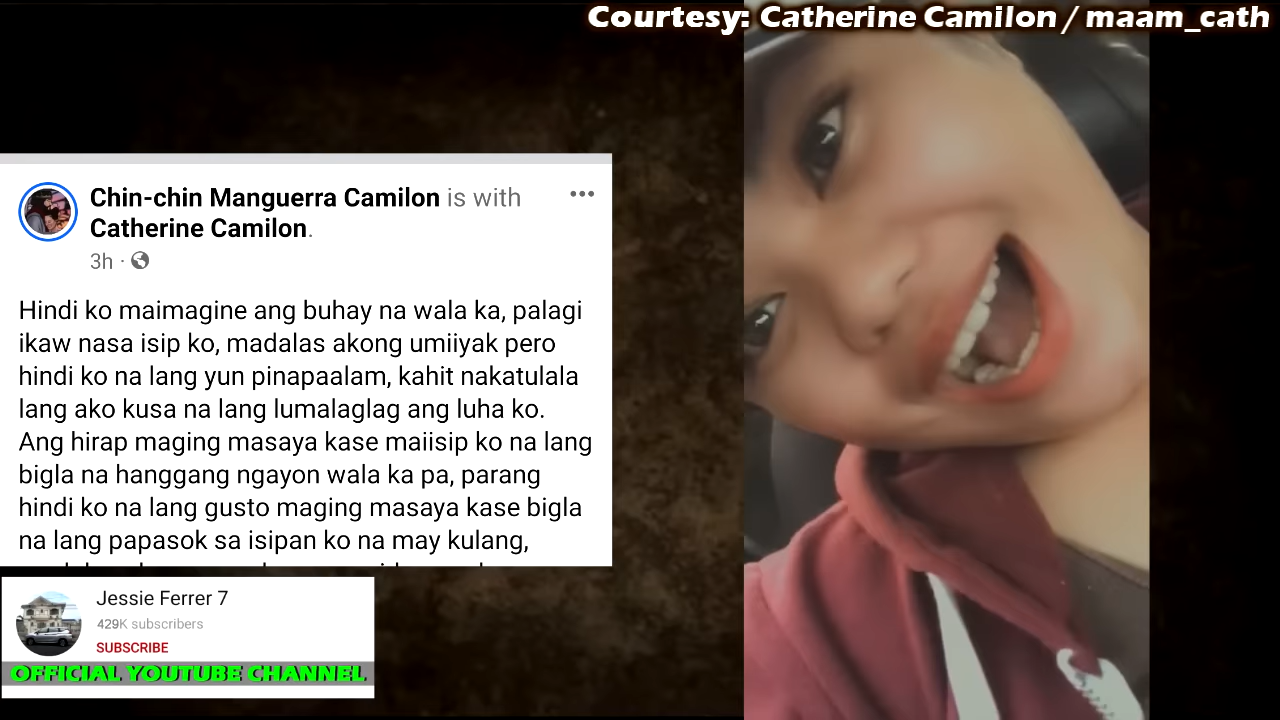 Courtesy: Catherine Camilon / maam_cath
Chin-chin Manguerra Camilon is with
Catherine Camilon.
3h ·
Hindi ko maimagine ang buhay na wala ka, palagi
ikaw nasa isip ko, madalas akong umiiyak pero
hindi ko na lang yun pinapaalam, kahit nakatulala
lang ako kusa na lang lumalaglag ang luha ko.
Ang hirap maging masaya kase maiisip ko na lang
bigla na hanggang ngayon wala ka pa, parang
hindi ko na lang gusto maging masaya kase bigla
na lang papasok sa isipan ko na may kulang,
Jessie Ferrer 7
429K subscribers
SUBSCRIBE
OFFICIAL YOUTUBE CHANNEL